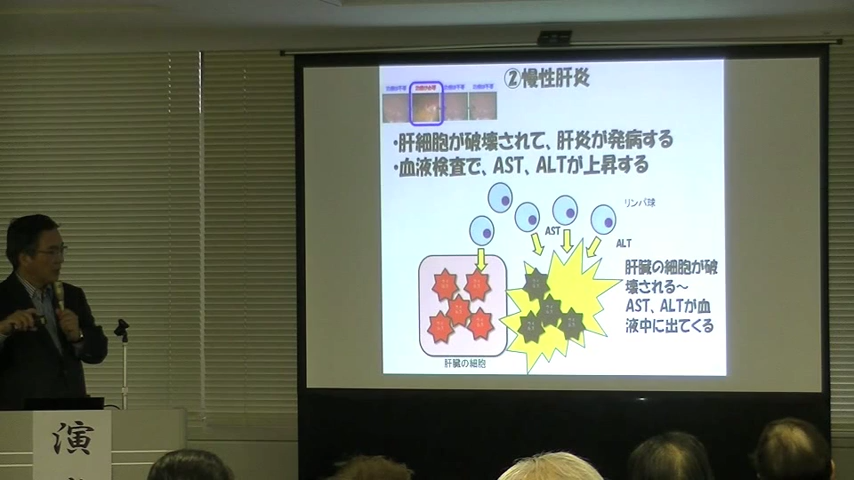 ②慢性肝炎
・肝細胞が破壊されて、肝炎が発病する
・血液検査で、AST、ALTが上昇する
リンパ球
AST
ALT
肝臓の細胞が破
壊される～
AST、ALTが血
液中に出てくる
肝臓の細胞
演